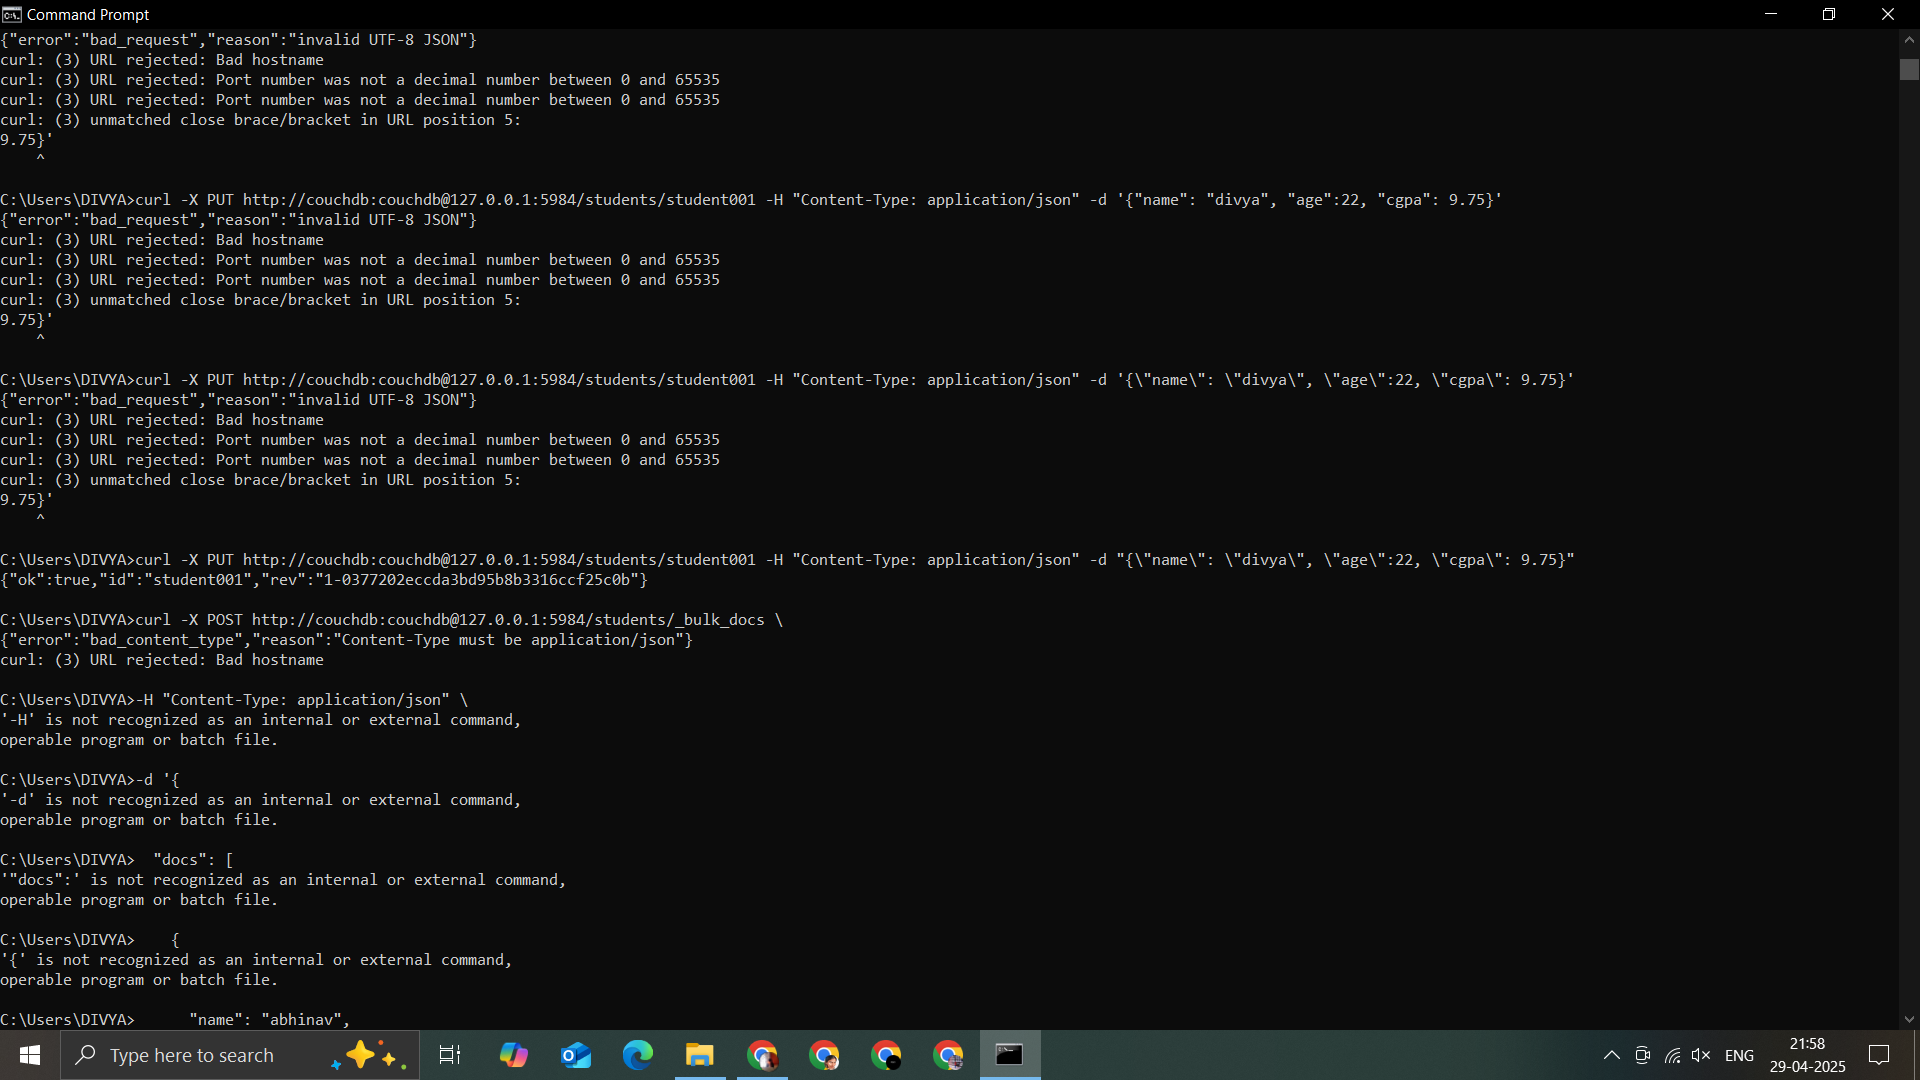 Command Prompt
{"error":"bad_request","reason":"invalid UTF-8 JSON"}
curl: (3) URL rejected: Bad hostname
curl: (3) URL rejected: Port number was not a decimal number between 0 and 65535
curl: (3) URL rejected: Port number was not a decimal number between 0 and 65535
curl: (3) unmatched close brace/bracket in URL position 5:
9.75}'
    ^
C:\Users\DIVYA>curl -X PUT http://couchdb:couchdb@127.0.0.1:5984/students/student001 -H "Content-Type: application/json" -d '{"name": "divya", "age":22, "cgpa": 9.75}'
{"error":"bad_request","reason":"invalid UTF-8 JSON"}
curl: (3) URL rejected: Bad hostname
curl: (3) URL rejected: Port number was not a decimal number between 0 and 65535
curl: (3) URL rejected: Port number was not a decimal number between 0 and 65535
curl: (3) unmatched close brace/bracket in URL position 5:
9.75}'
    ^
C:\Users\DIVYA>curl -X PUT http://couchdb:couchdb@127.0.0.1:5984/students/student001 -H "Content-Type: application/json" -d '{\"name\": \"divya\", \"age\":22, \"cgpa\": 9.75}'
{"error":"bad_request","reason":"invalid UTF-8 JSON"}
curl: (3) URL rejected: Bad hostname
curl: (3) URL rejected: Port number was not a decimal number between 0 and 65535
curl: (3) URL rejected: Port number was not a decimal number between 0 and 65535
curl: (3) unmatched close brace/bracket in URL position 5:
9.75}'
    ^
C:\Users\DIVYA>curl -X PUT http://couchdb:couchdb@127.0.0.1:5984/students/student001 -H "Content-Type: application/json" -d "{\"name\": \"divya\", \"age\":22, \"cgpa\": 9.75}"
{"ok":true,"id":"student001","rev":"1-0377202eccda3bd95b8b3316ccf25c0b"}
C:\Users\DIVYA>curl -X POST http://couchdb:couchdb@127.0.0.1:5984/students/_bulk_docs \
{"error":"bad_content_type","reason":"Content-Type must be application/json"}
curl: (3) URL rejected: Bad hostname
C:\Users\DIVYA>-H "Content-Type: application/json" \
'-H' is not recognized as an internal or external command,
operable program or batch file.
C:\Users\DIVYA>-d '{
'-d' is not recognized as an internal or external command,
operable program or batch file.
C:\Users\DIVYA>  "docs": [
'"docs":' is not recognized as an internal or external command,
operable program or batch file.
C:\Users\DIVYA>    {
'{' is not recognized as an internal or external command,
operable program or batch file.
C:\Users\DIVYA>      "name": "abhinav",
Type here to search
ENG
21:58
29-04-2025